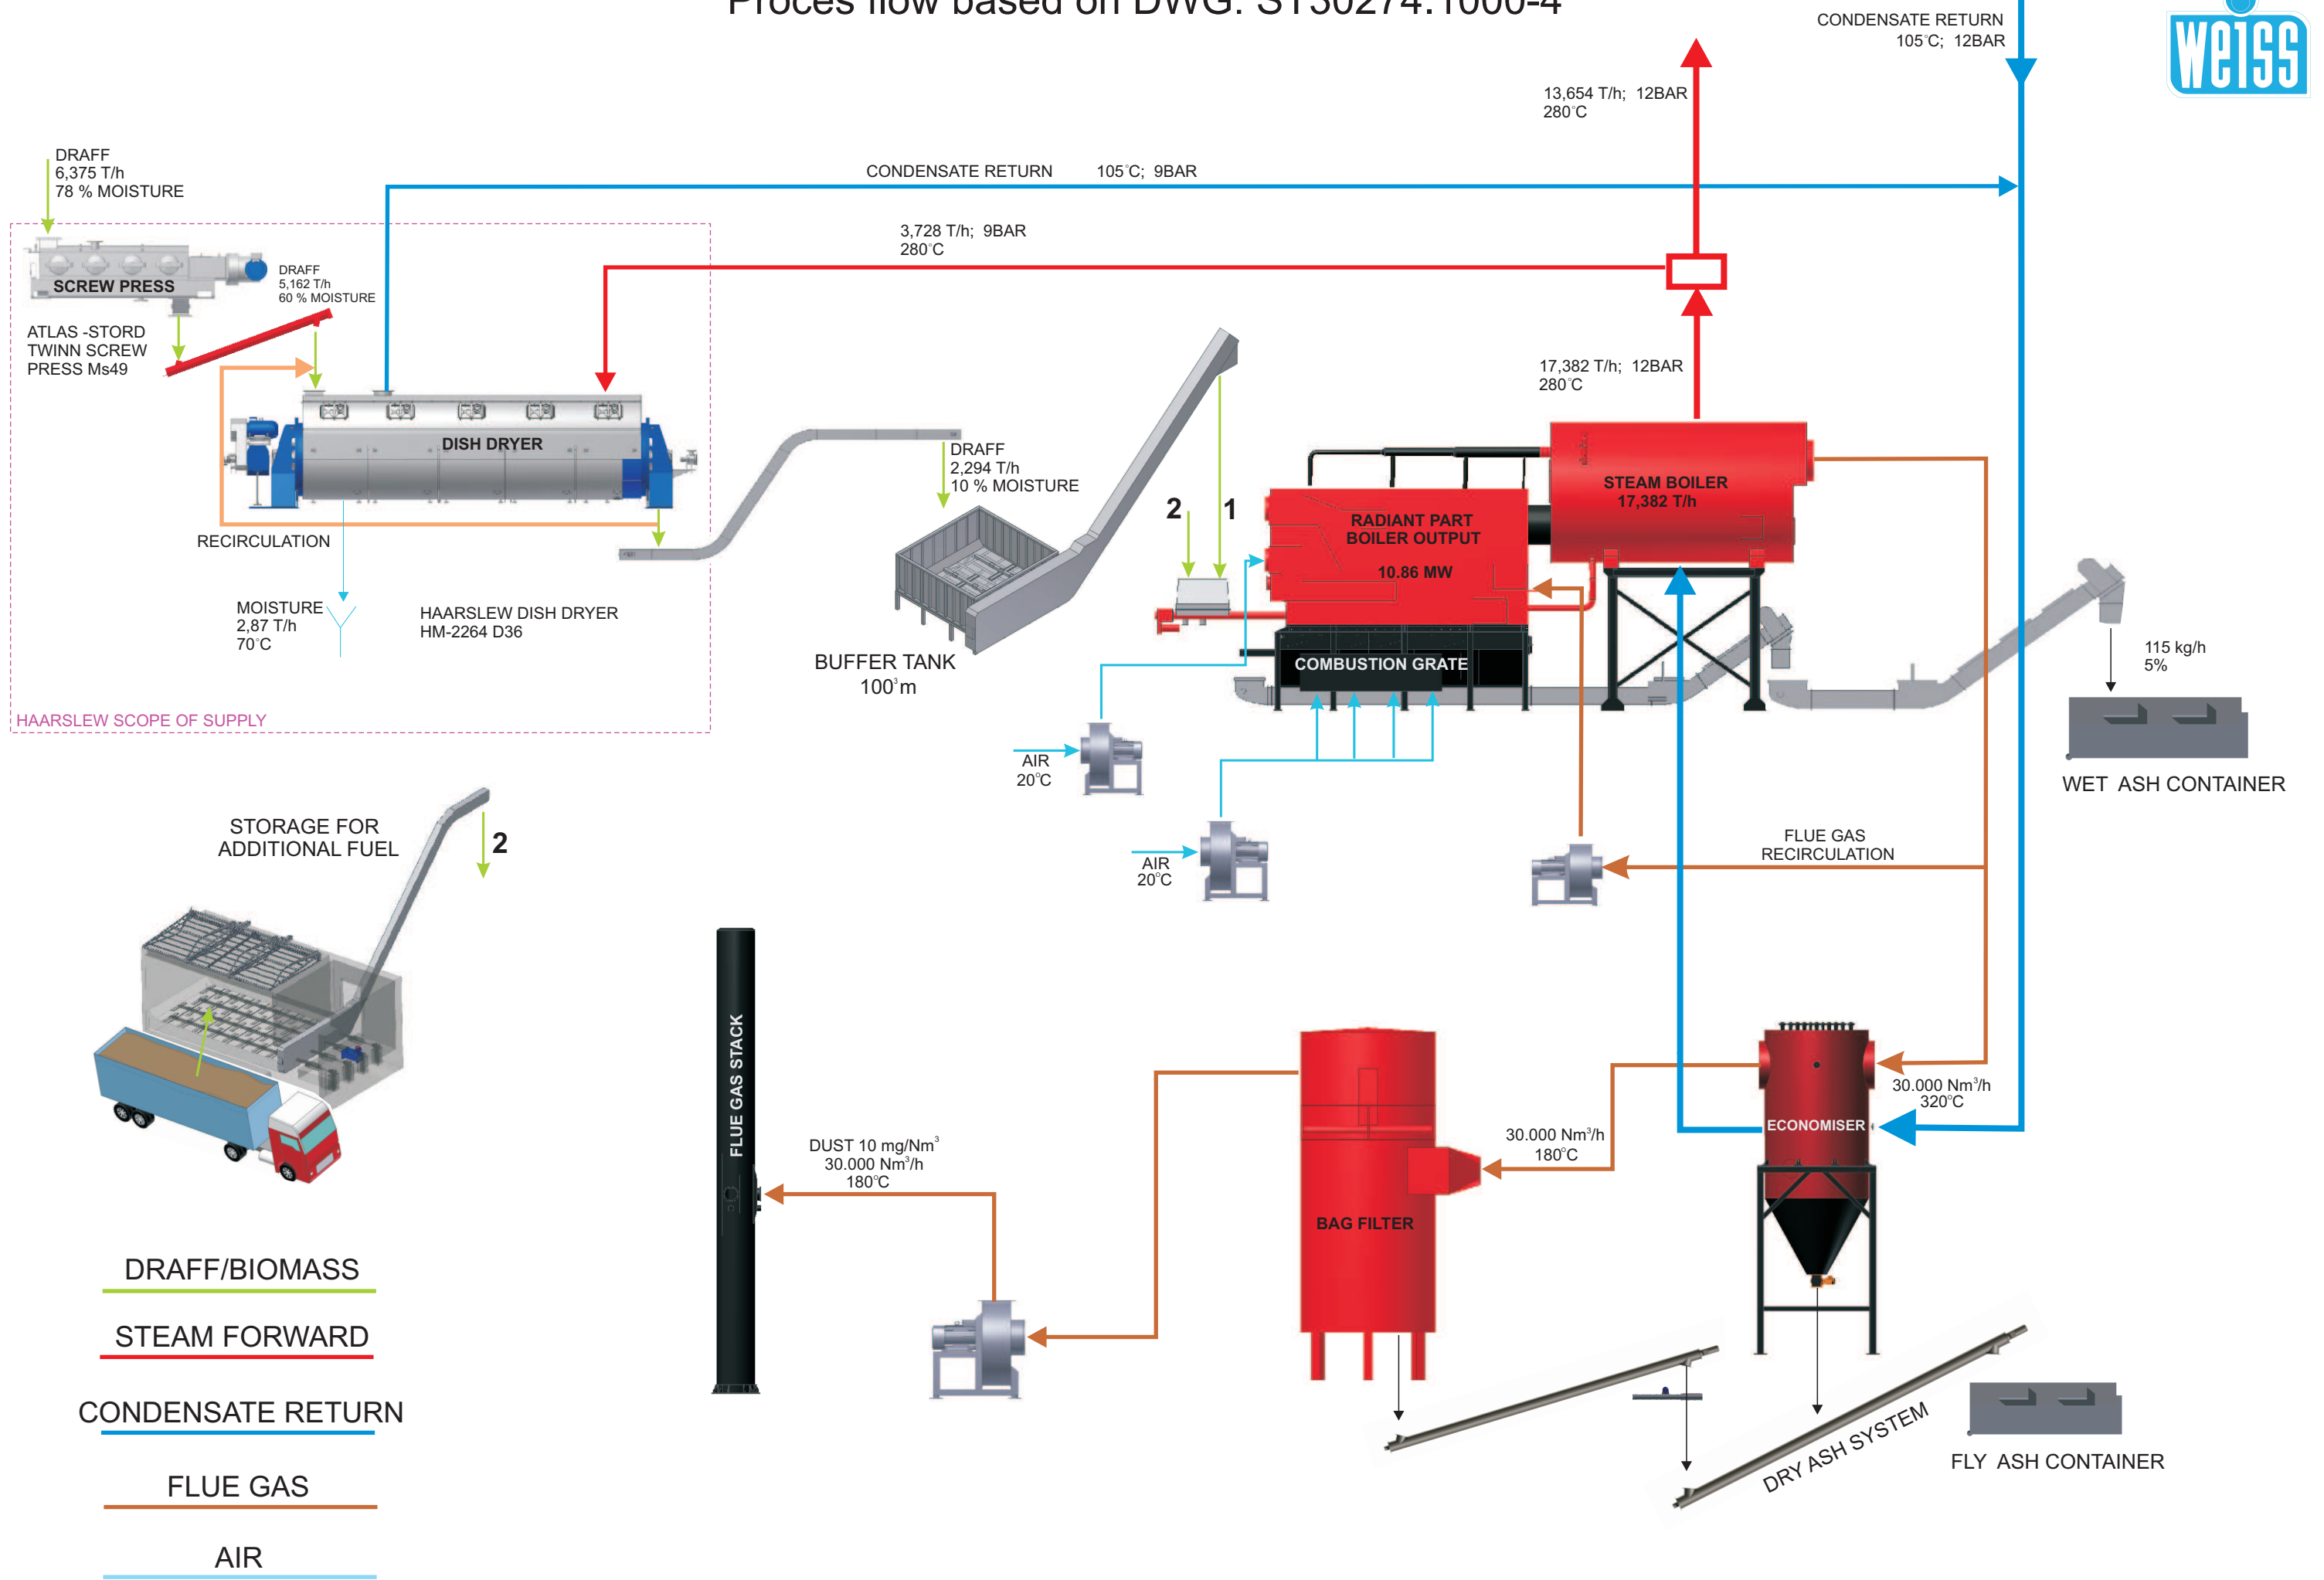 Proces flow based on DWG: ST30274.1000-4
CONDENSATE RETURN
105°C; 12BAR
weiss
13,654 T/h; 12BAR
280°C
DRAFF
6,375 T/h
78 % MOISTURE
CONDENSATE RETURN 105°C; 9BAR
3,728 T/h; 9BAR
280°C
SCREW PRESS
DRAFF
5,162 T/h
60 % MOISTURE
ATLAS -STORD
TWINN SCREW
PRESS Ms49
17,382 T/h; 12BAR
280°C
DISH DRYER
DRAFF
2,294 T/h
10 % MOISTURE
STEAM BOILER
17,382 T/h
2
1
RADIANT PART
BOILER OUTPUT
10.86 MW
RECIRCULATION
MOISTURE
2,87 T/h
70°C
HAARSLEW DISH DRYER
HM-2264 D36
BUFFER TANK
100³m
COMBUSTION GRATE
115 kg/h
5%
HAARSLEW SCOPE OF SUPPLY
AIR
20°C
WET ASH CONTAINER
STORAGE FOR
ADDITIONAL FUEL
2
AIR
20°C
FLUE GAS
RECIRCULATION
FLUE GAS STACK
30.000 Nm³/h
320°C
ECONOMISER
DUST 10 mg/Nm³
30.000 Nm³/h
180°C
30.000 Nm³/h
180°C
BAG FILTER
DRAFF/BIOMASS
STEAM FORWARD
CONDENSATE RETURN
DRY ASH SYSTEM
FLY ASH CONTAINER
FLUE GAS
AIR